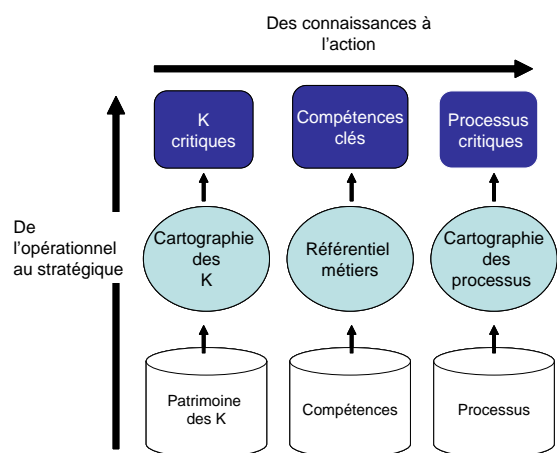 Des connaissances à
l'action
K
critiques
Compétences
clés
Processus
critiques
De
l'opérationnel
au stratégique
Cartographie
des
K
Référentiel
métiers
Cartographie
des
processus
Patrimoine
des K
Compétences
Processus